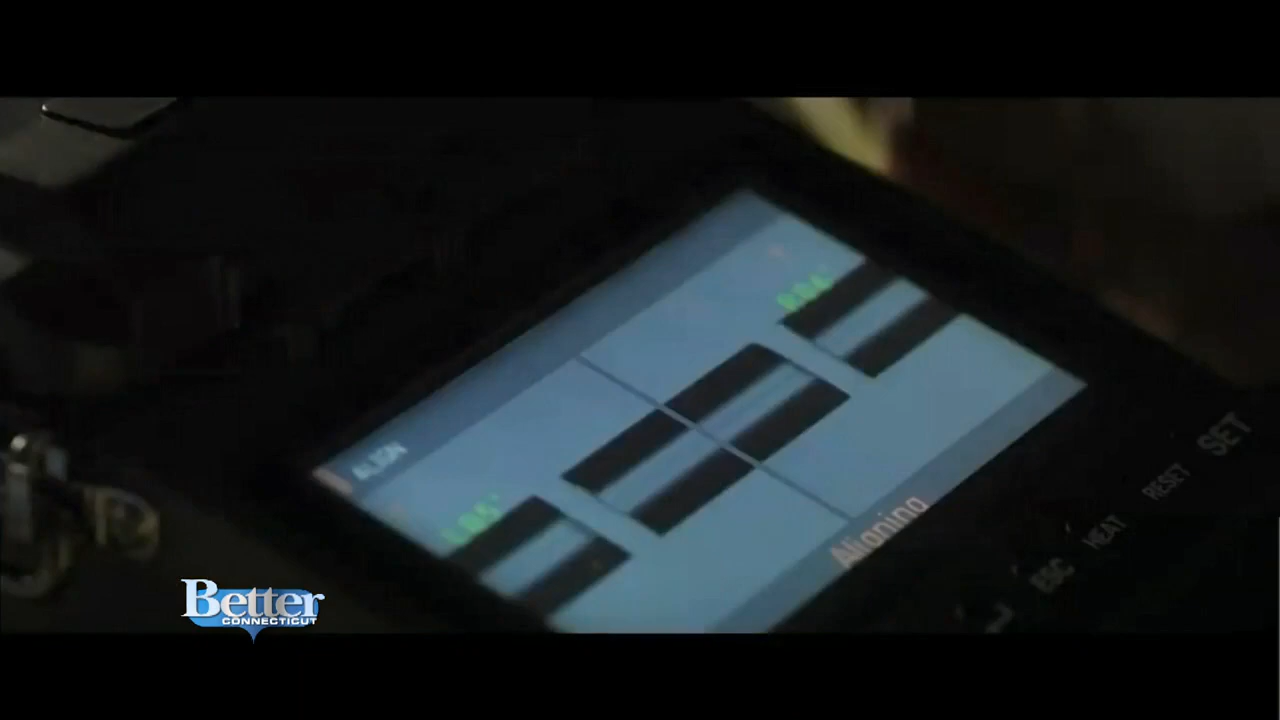 ALIGN
Aligning
SET
RESET
HEAT
ESC
Better
CONNECTICUT